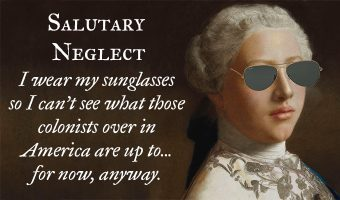 Salutary
Neglect
I wear my sunglasses
so I can't see what those
colonists over in
America are up to...
for now, anyway.